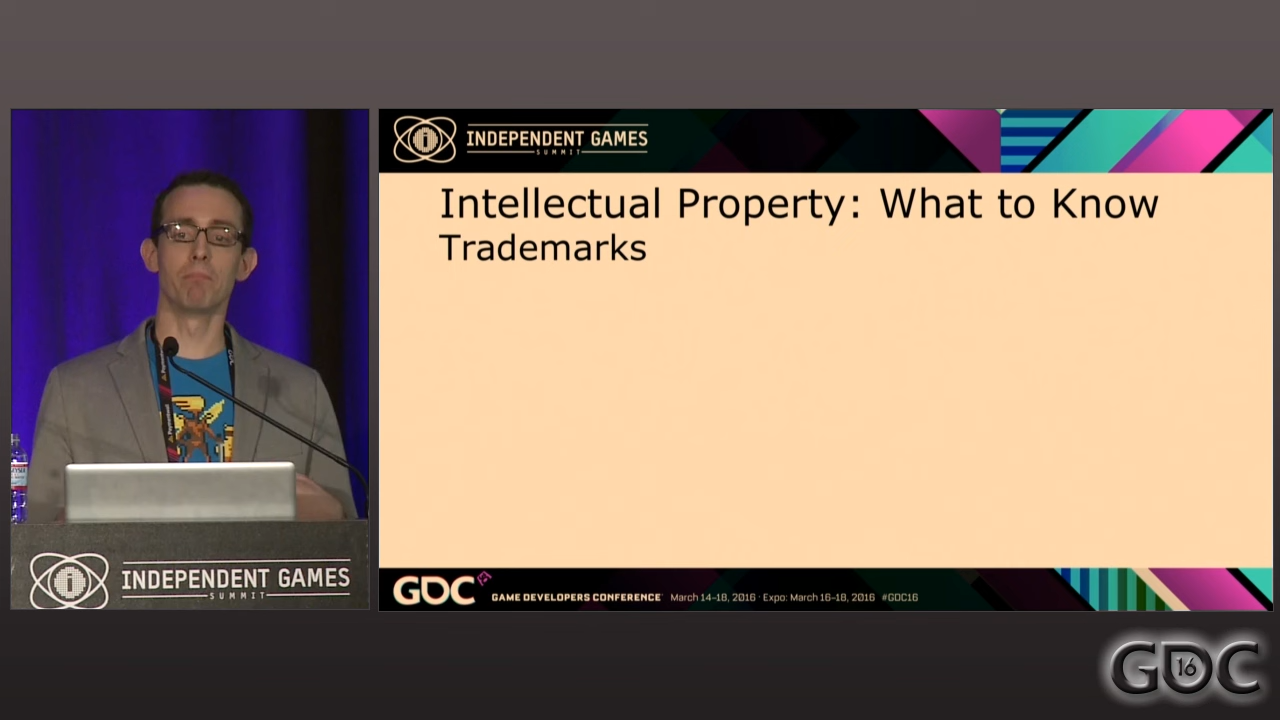 INDEPENDENT GAMES
SUMMIT
Intellectual Property: What to Know
Trademarks
INDEPENDENT GAMES
SUMMIT
GDC GAME DEVELOPERS CONFERENCE March 14–18, 2016 · Expo: March 16–18, 2016 #GDC16
GDC 16